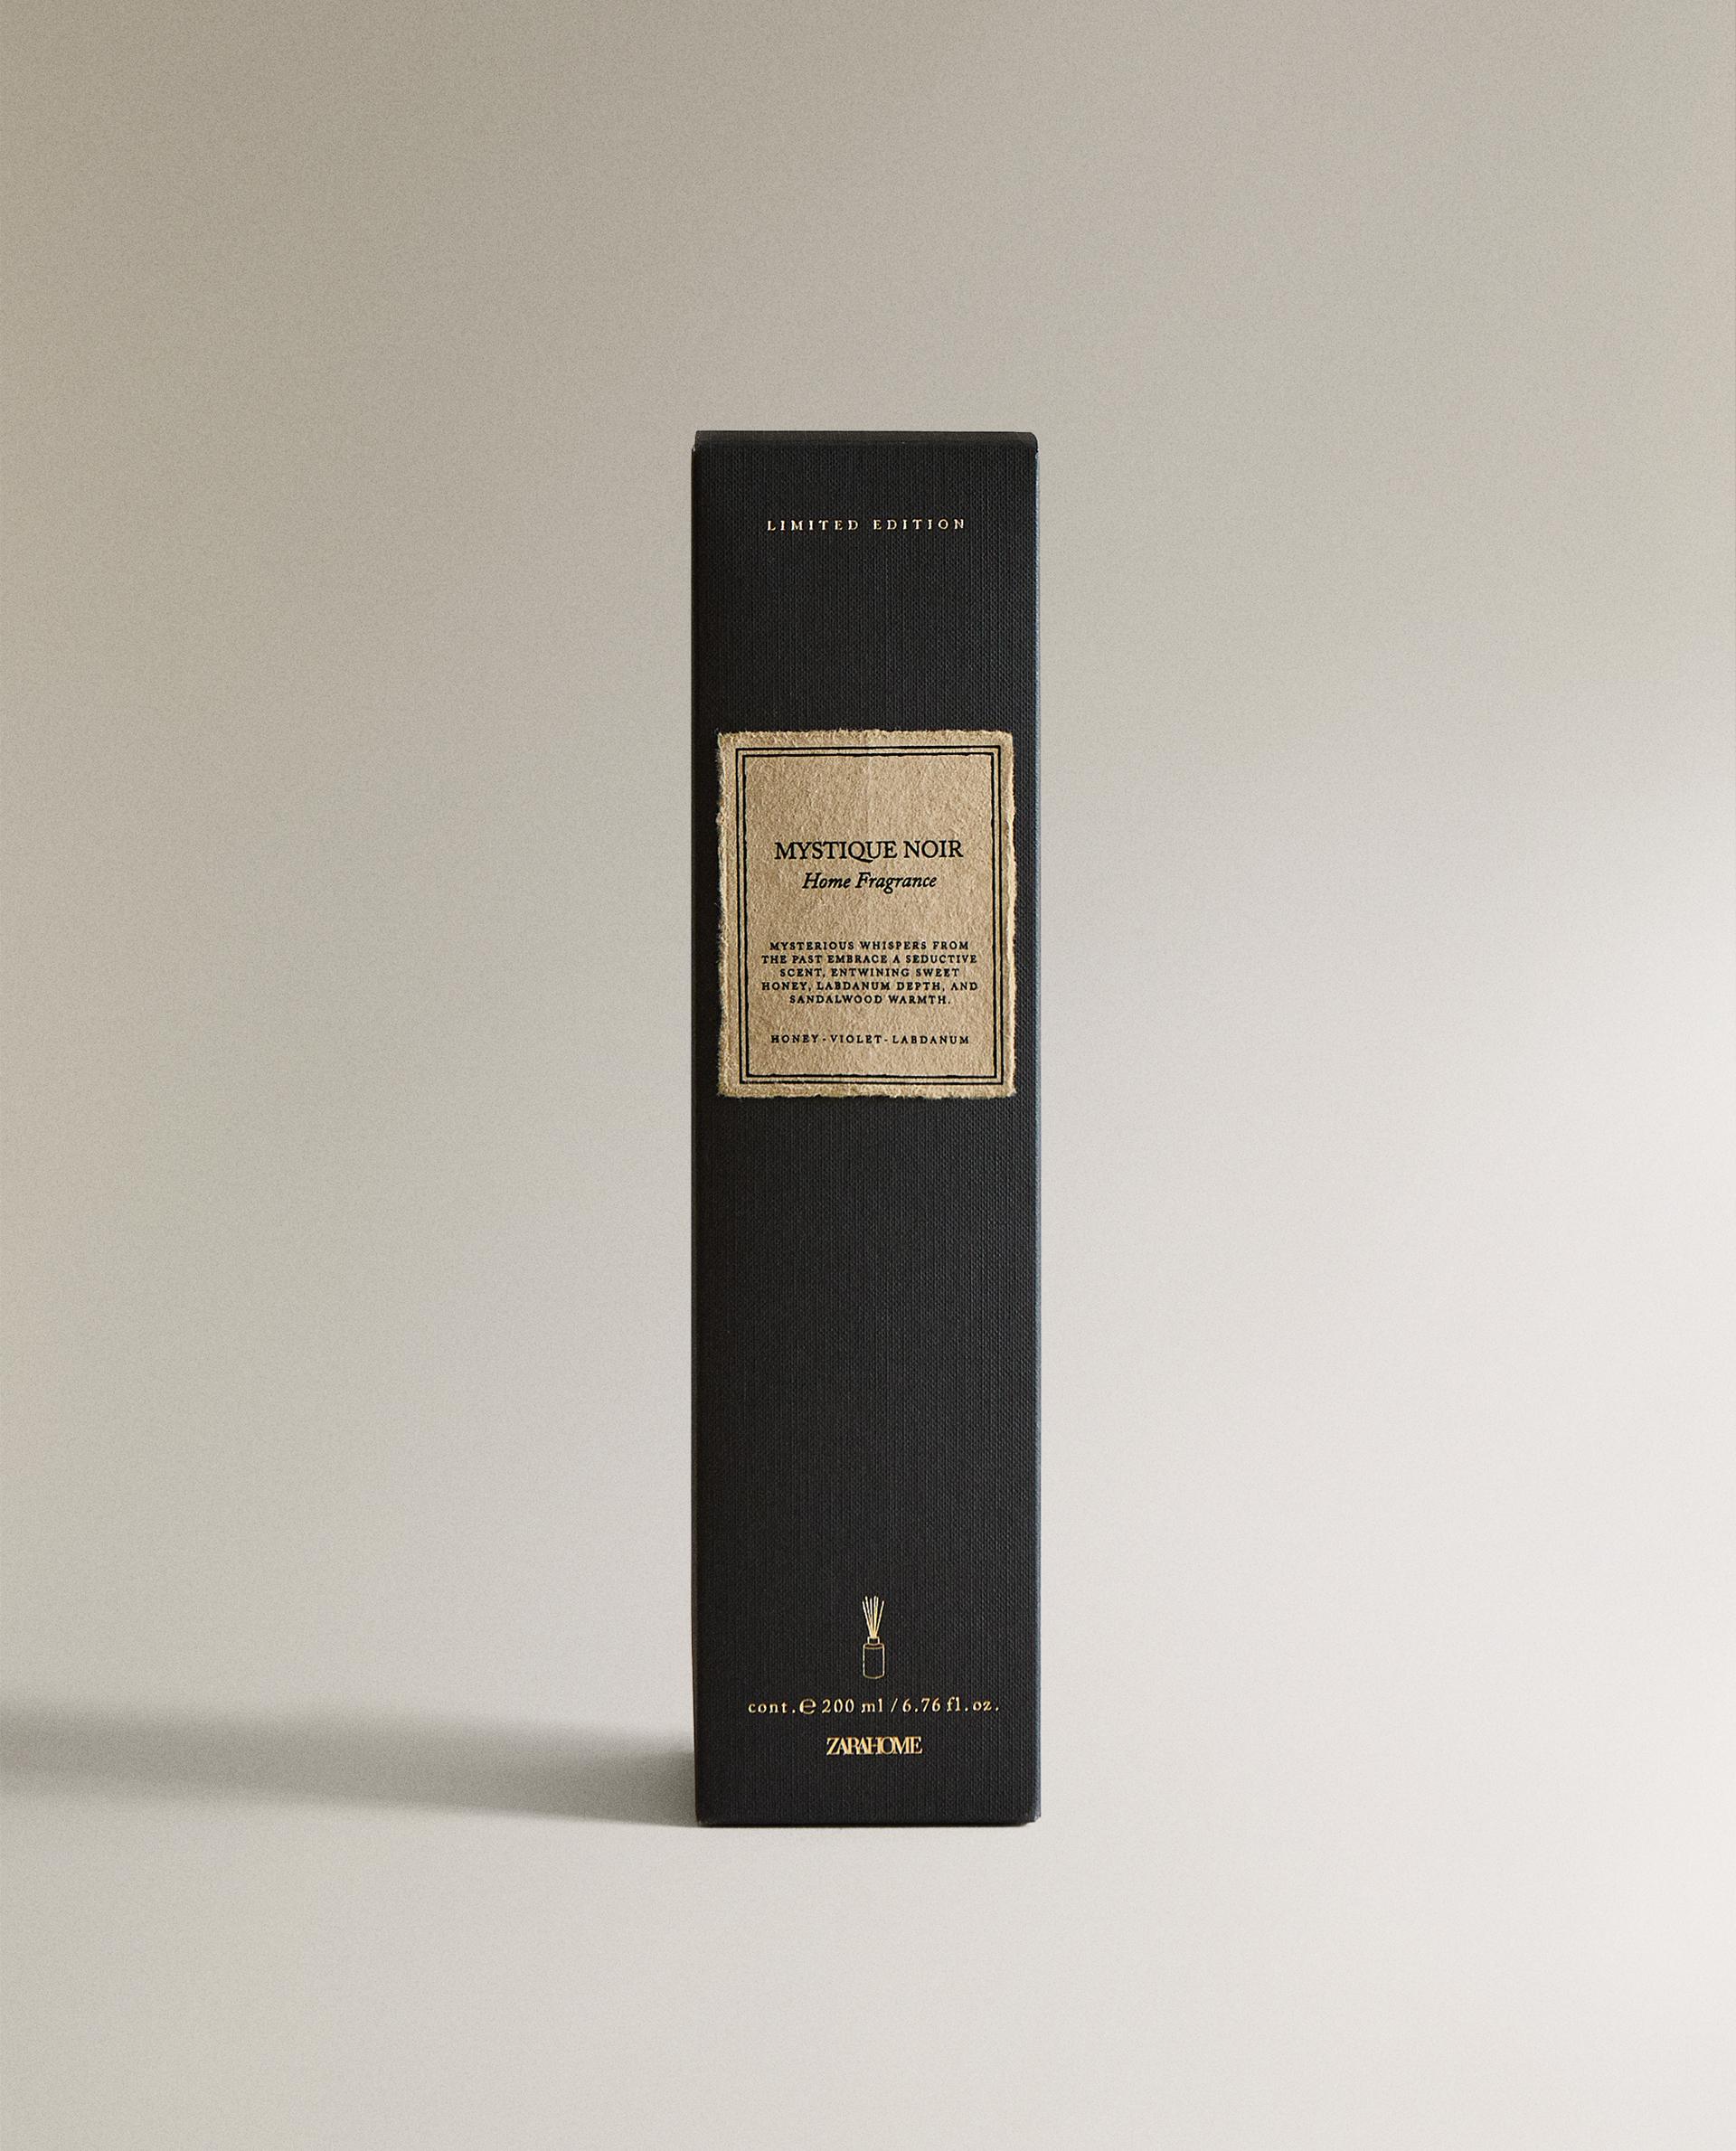 LIMITED EDITION
MYSTIQUE NOIR
Home Fragrance
MYSTERIOUS WHISPERS FROM
THE PAST EMBRACE A SEDUCTIVE
SCENT, ENTWINING SWEET
HONEY, LABDANUM DEPTH, AND
SANDALWOOD WARMTH.
HONEY-VIOLET-LABDANUM
cont.℮200 ml/6.76 fl.oz.
ZARAHOME